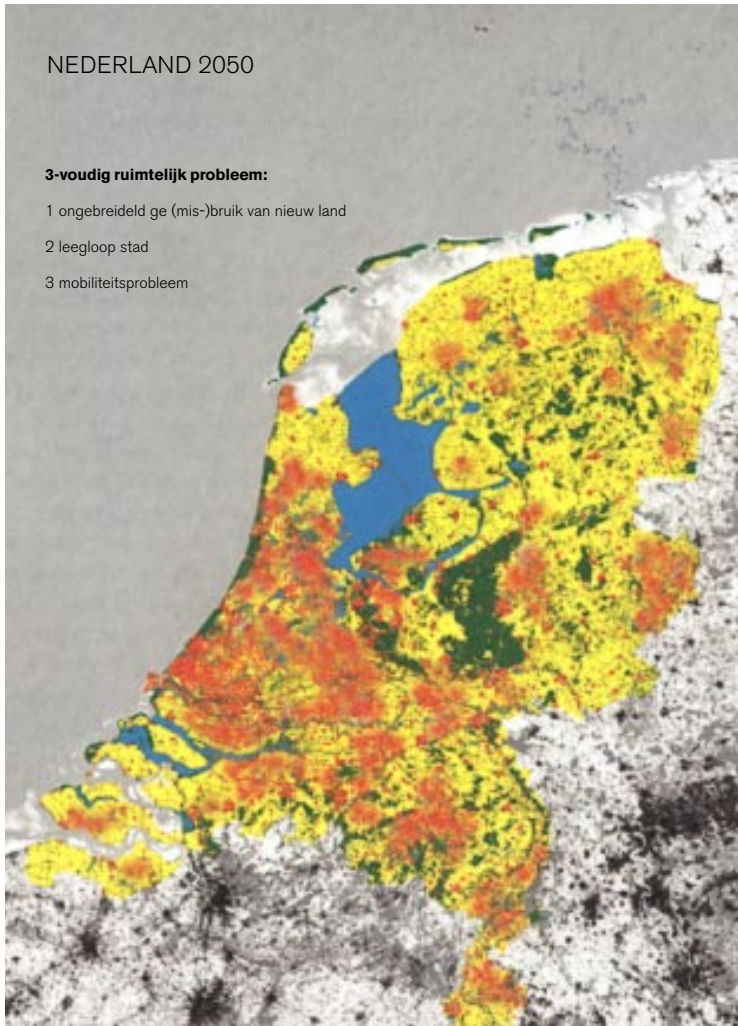 NEDERLAND 2050
3-voudig ruimtelijk probleem:
1 ongebreideld ge (mis-)bruik van nieuw land
2 leegloop stad
3 mobiliteitsprobleem